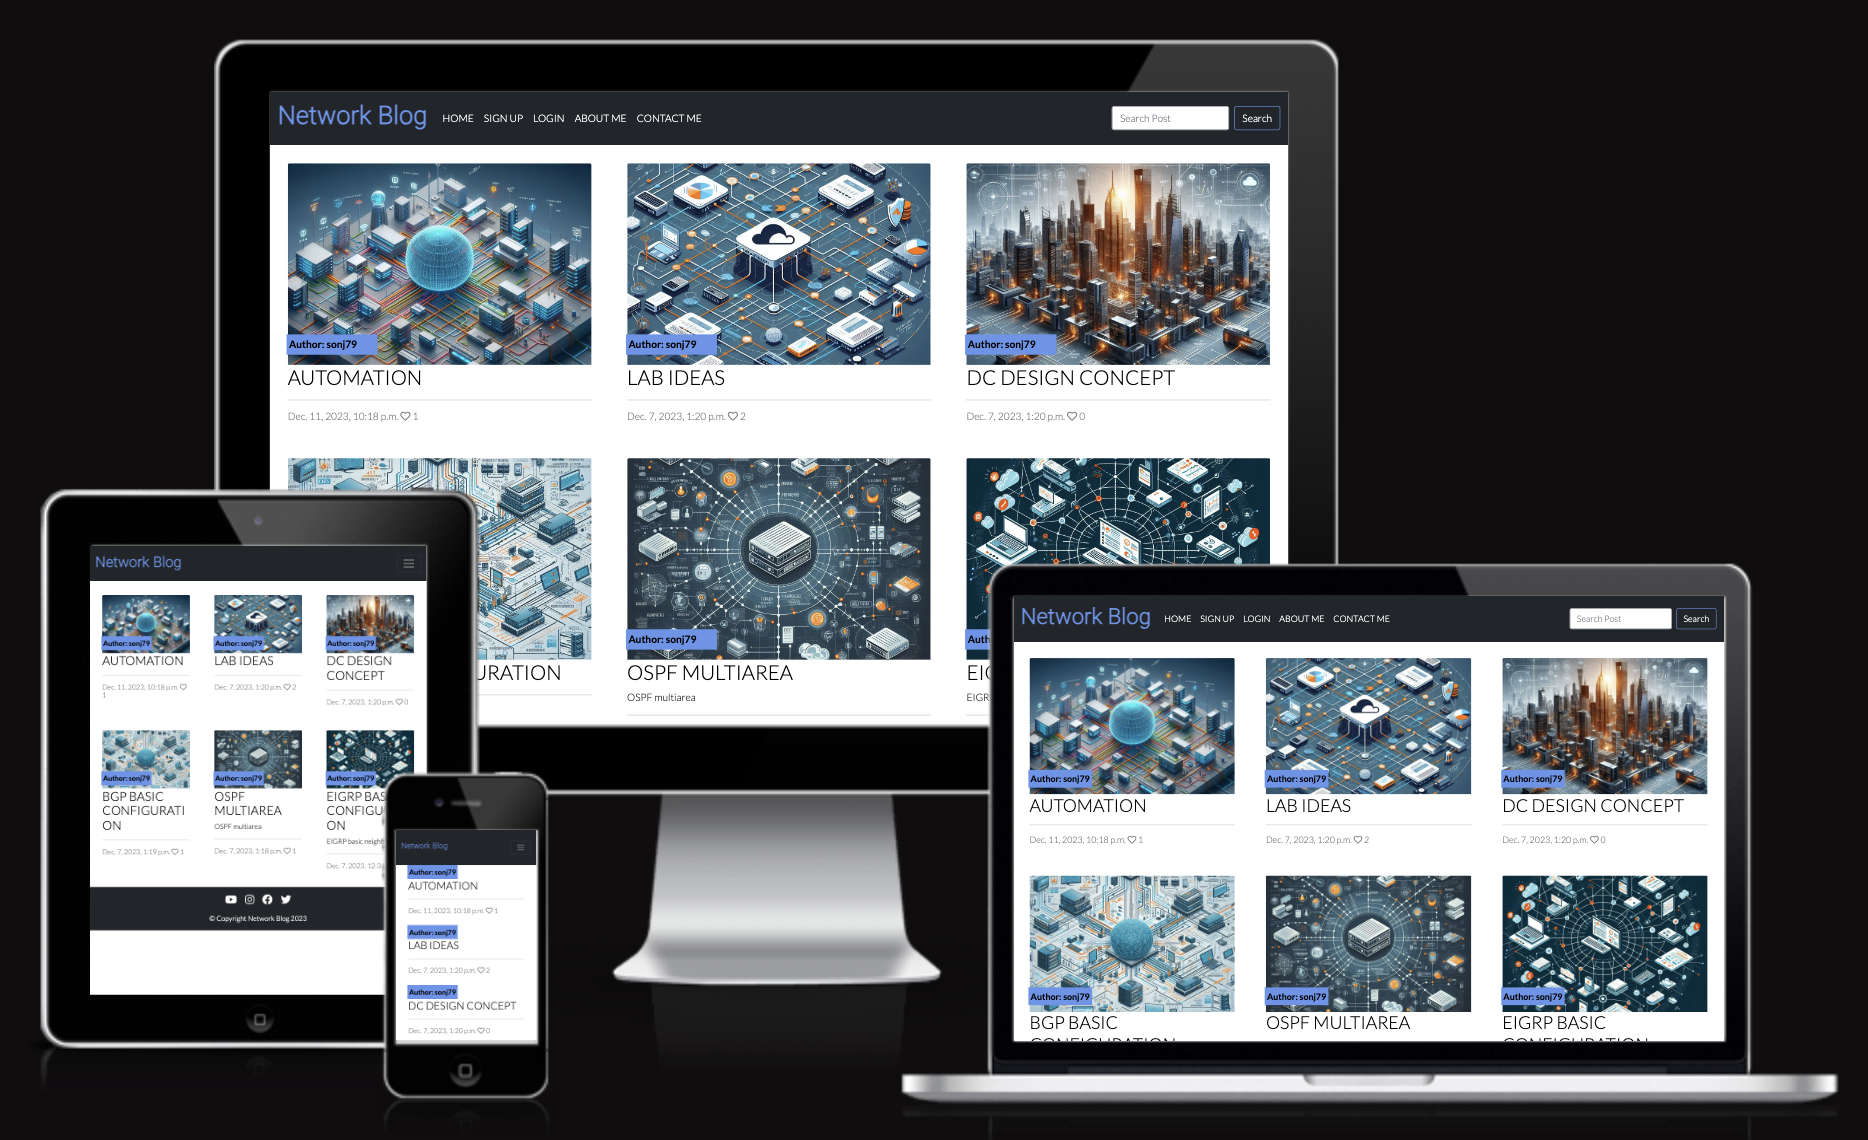 Network Blog HOME SIGN UP LOGIN ABOUT ME CONTACT ME Search Post Search
Author: sonj79 Author: sonj79 Author: sonj79
AUTOMATION LAB IDEAS DC DESIGN CONCEPT
Dec. 11, 2023, 10:18 p.m. 1 Dec. 7, 2023, 1:20 p.m. 2 Dec. 7, 2023, 1:20 p.m. 0
Author: sonj79 Auth
URATION OSPF MULTIAREA EIG
OSPF multiarea EIGR
Network Blog
Author: sonj79 Author: sonj79 Author: sonj79
AUTOMATION LAB IDEAS DC DESIGN
CONCEPT
Dec. 11, 2023, 10:18 p.m. Dec. 7, 2023, 1:20 p.m. 2
1
Dec. 7, 2023, 1:20 p.m. 0
Author: sonj79 Author: sonj79 Author: sonj79
BGP BASIC OSPF EIGRP BAS
CONFIGURATI MULTIAREA CONFIGU
ON OSPF multiarea ON
EIGRP basic neigh
Dec. 7, 2023, 1:19 p.m. 1 Dec. 7, 2023, 1:18 p.m. 1
Dec. 7, 2023, 12:3
© Copyright Network Blog 2023
Network Blog
Author: sonj79
AUTOMATION
Dec. 11, 2023, 10:18 p.m. 1
Author: sonj79
LAB IDEAS
Dec. 7, 2023, 1:20 p.m. 2
Author: sonj79
DC DESIGN CONCEPT
Dec. 7, 2023, 1:20 p.m. 0
Network Blog HOME SIGN UP LOGIN ABOUT ME CONTACT ME Search Post Search
Author: sonj79 Author: sonj79 Author: sonj79
AUTOMATION LAB IDEAS DC DESIGN CONCEPT
Dec. 11, 2023, 10:18 p.m. 1 Dec. 7, 2023, 1:20 p.m. 2 Dec. 7, 2023, 1:20 p.m. 0
Author: sonj79 Author: sonj79 Author: sonj79
BGP BASIC OSPF MULTIAREA EIGRP BASIC
CONFIGURATION CONFIGURATION